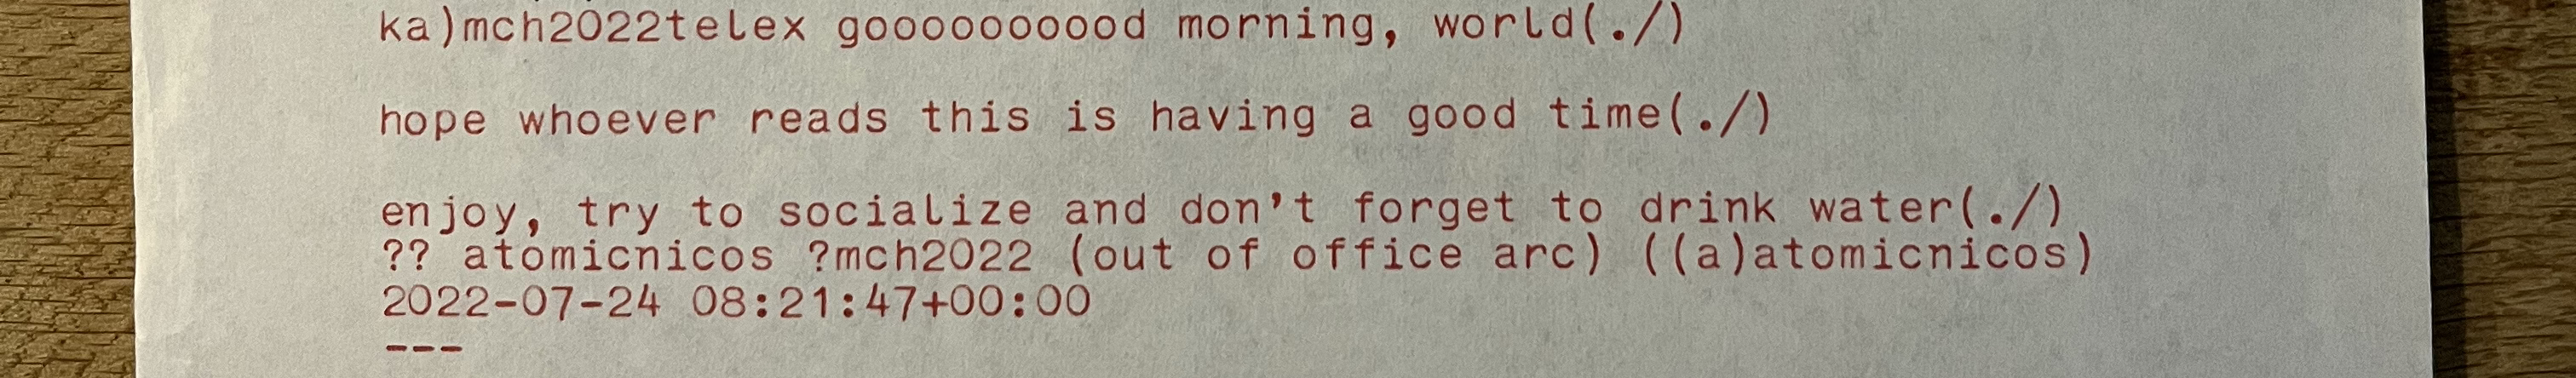 ka)mch2022telex goooooooood morning, world(./)
hope whoever reads this is having a good time(./)
enjoy, try to socialize and don't forget to drink water(./)
?? atomicnicos ?mch2022 (out of office arc) ((a)atomicnicos)
2022-07-24 08:21:47+00:00
---